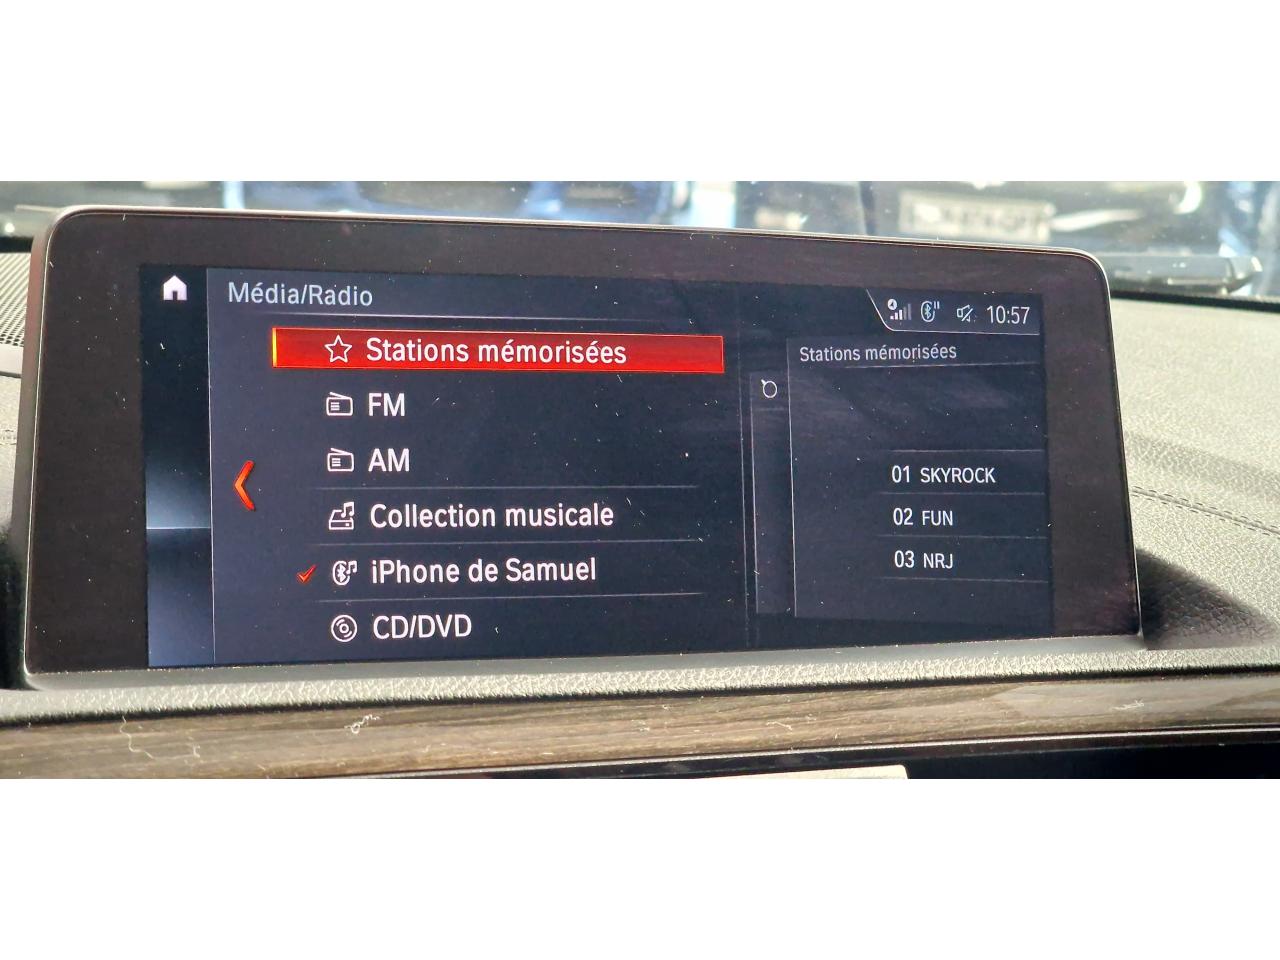 Média/Radio
10:57
Stations mémorisées
FM
AM
Collection musicale
iPhone de Samuel
CD/DVD
Stations mémorisées
01 SKYROCK
02 FUN
03 NRJ